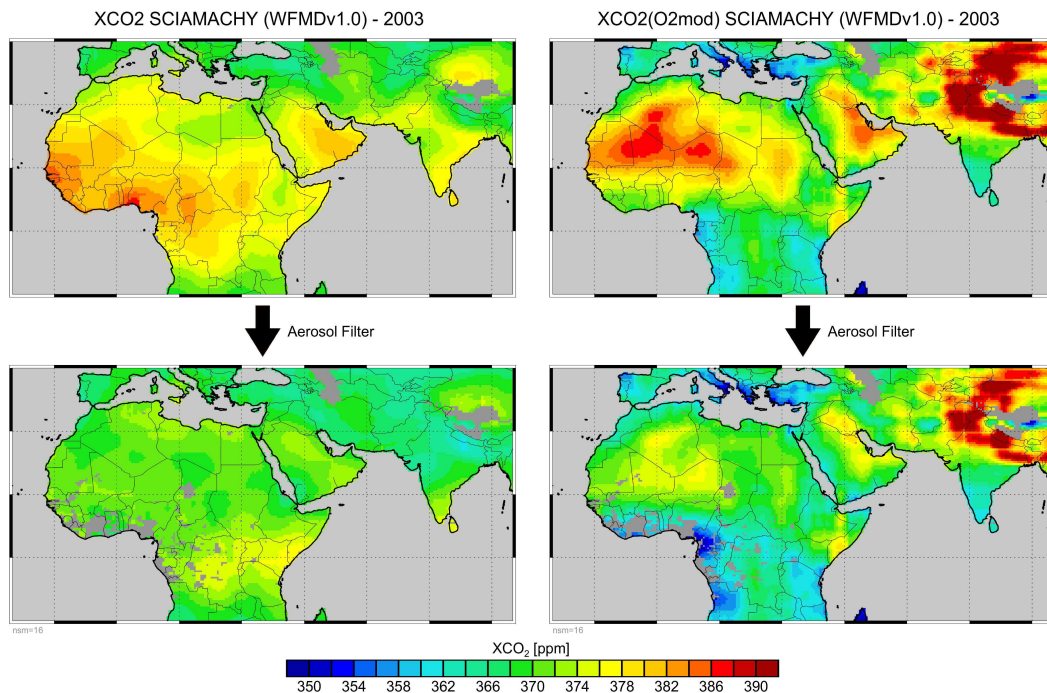 XCO2 SCIAMACHY (WFMDv1.0) - 2003
XCO2(O2mod) SCIAMACHY (WFMDv1.0) - 2003
Aerosol Filter
Aerosol Filter
nsm=16
nsm=16
XCO₂ [ppm]
350 354 358 362 366 370 374 378 382 386 390